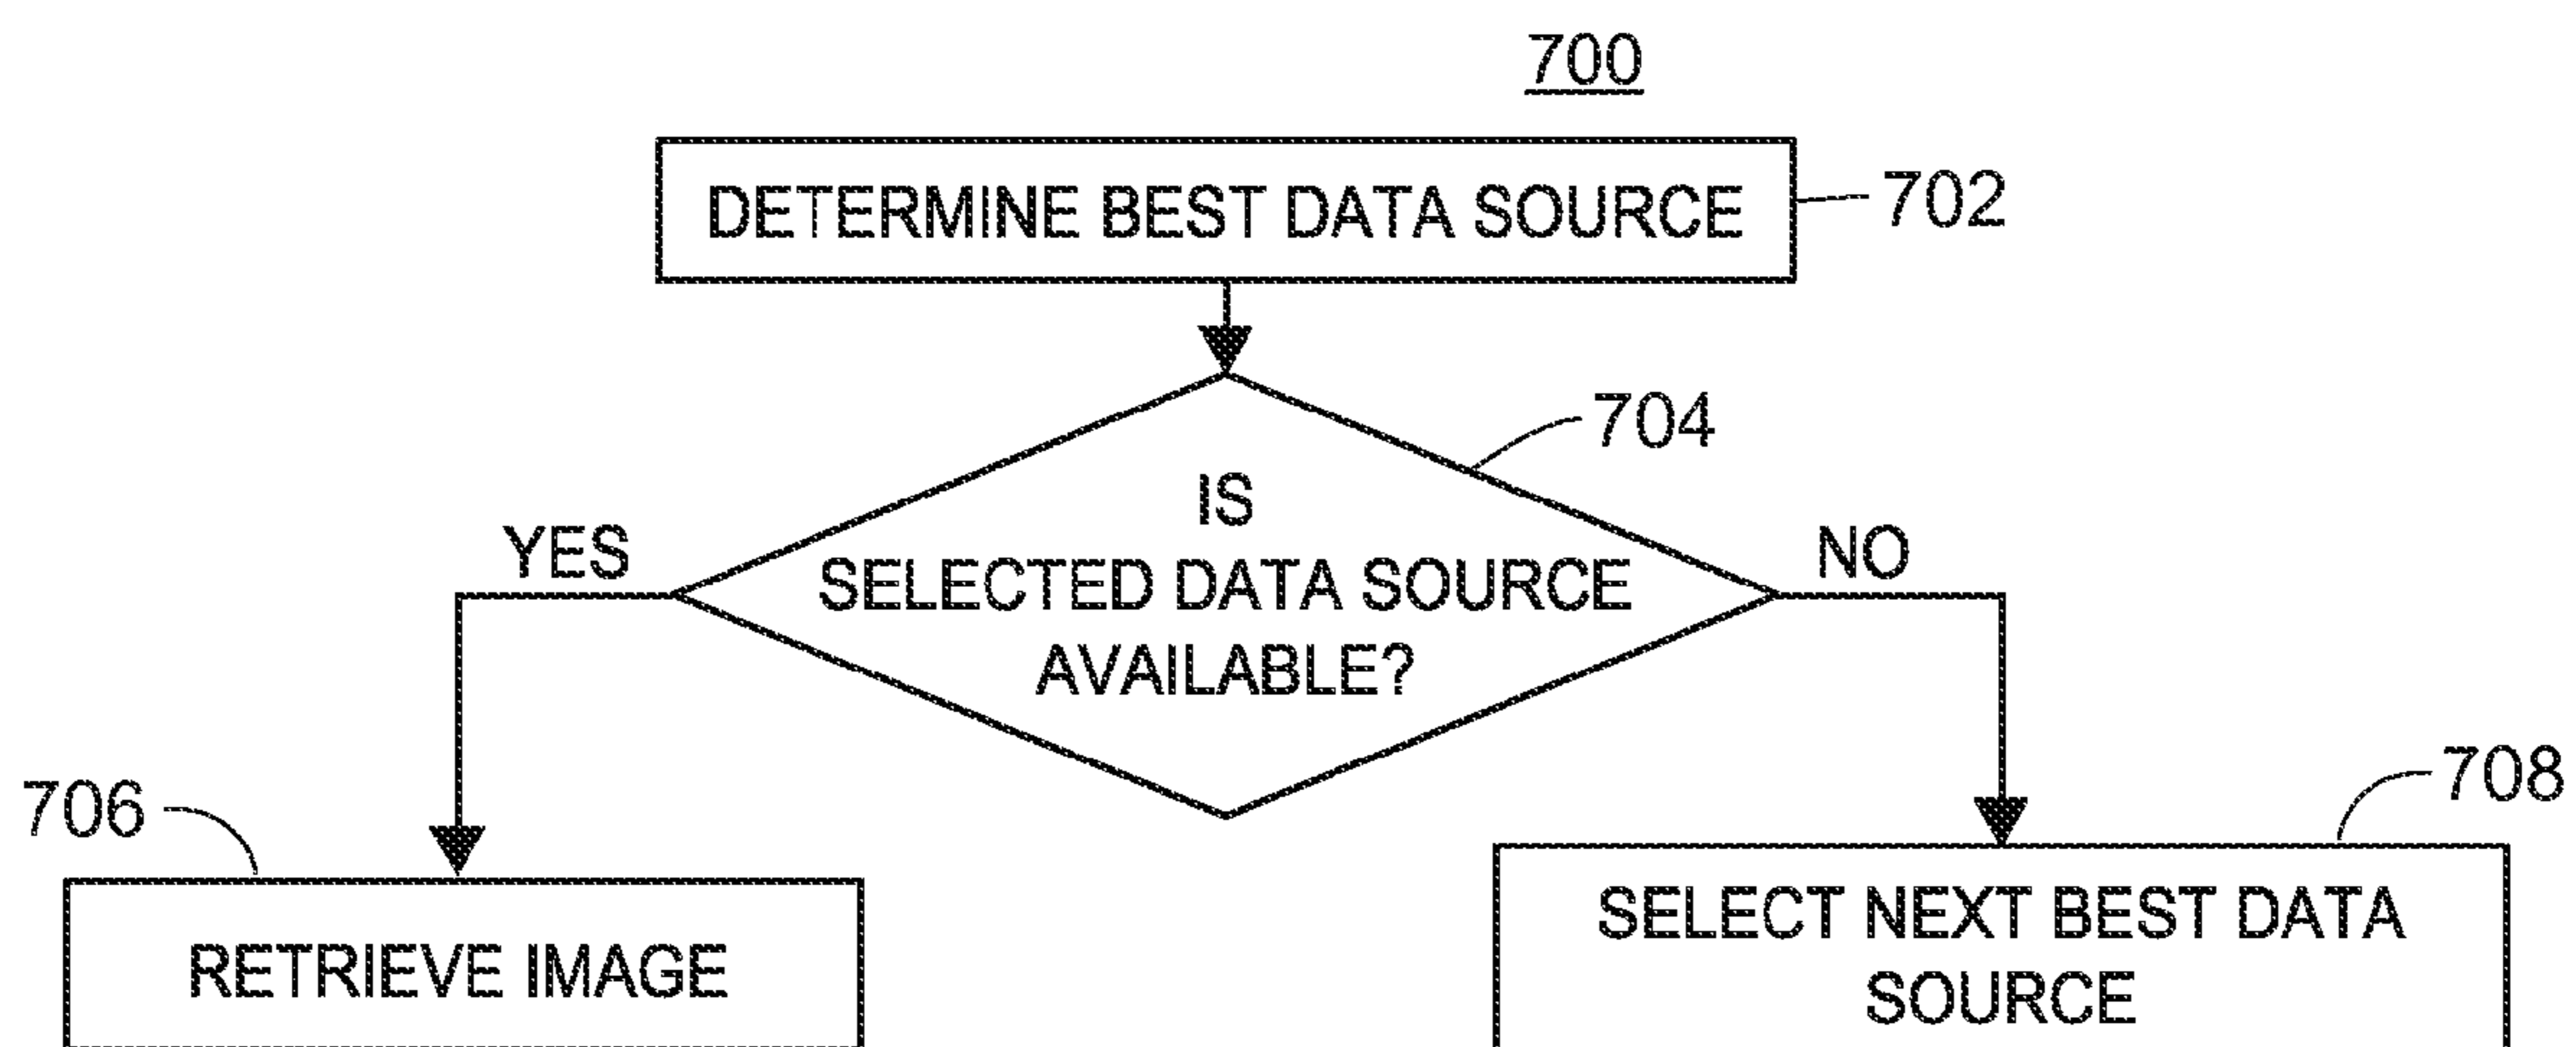 700
DETERMINE BEST DATA SOURCE
702
704
IS
SELECTED DATA SOURCE
AVAILABLE?
YES
NO
706
708
RETRIEVE IMAGE
SELECT NEXT BEST DATA
SOURCE